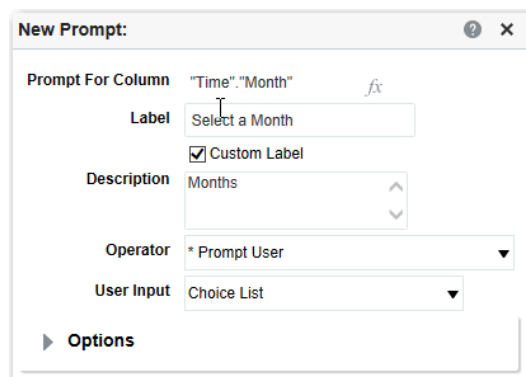 New Prompt:
Prompt For Column "Time"."Month" fx
Label Select a Month
Custom Label
Description Months
Operator * Prompt User
User Input Choice List
Options